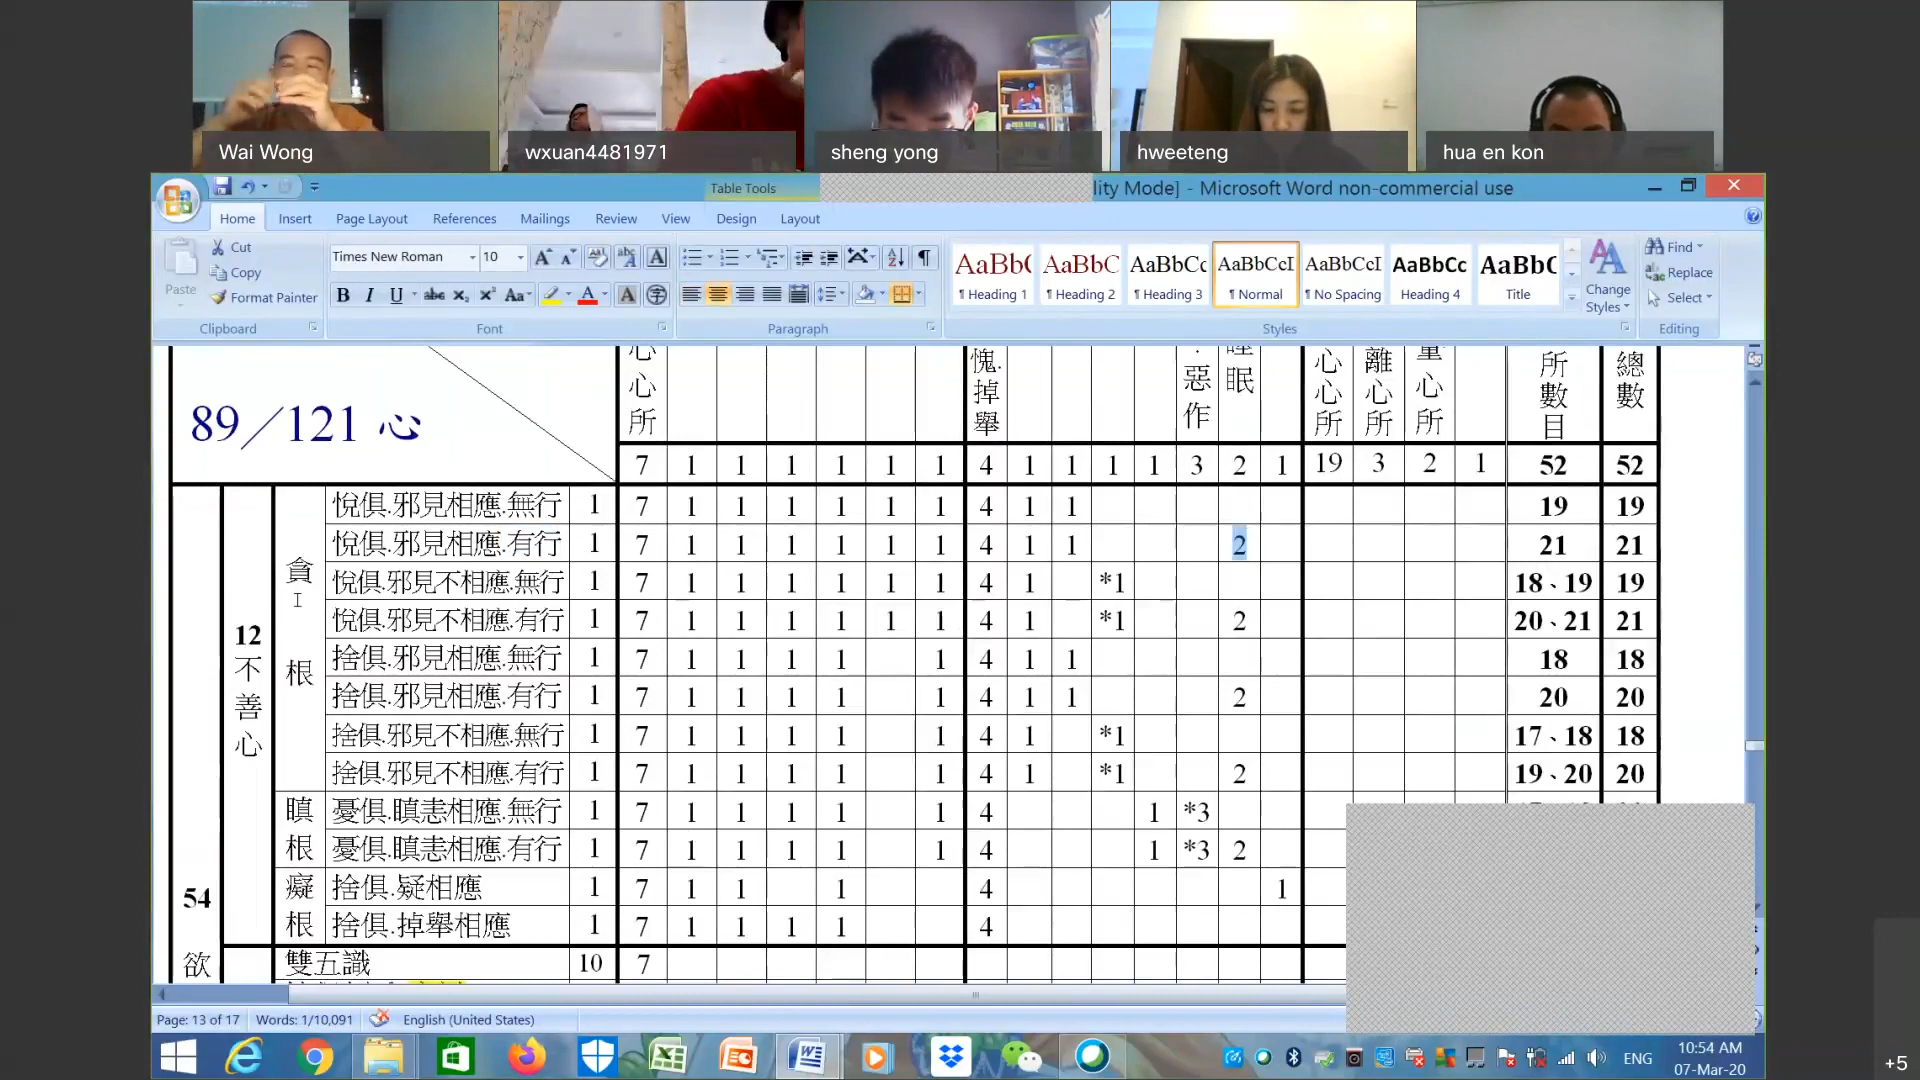 Wai Wong
wxuan4481971
sheng yong
hweeteng
hua en kon
Table Tools
lity Mode] - Microsoft Word non-commercial use
Home Insert Page Layout References Mailings Review View Design Layout
Paste
Cut
Copy
Format Painter
Times New Roman 10
AaBb( AaBbC AaBbCc AaBbCcI AaBbCcI AaBbCc AaBbC
¶ Heading 1 ¶ Heading 2 ¶ Heading 3 ¶ Normal ¶ No Spacing Heading 4 Title
Change Styles
Find
Replace
Select
Clipboard Font Paragraph Styles Editing
89／121 心
心心所
愧.掉舉
惡作
眠
心心所
離心所
心所
所數目
總數
7 1 1 1 1 1 1 4 1 1 1 1 3 2 1 19 3 2 1 52 52
悅俱.邪見相應.無行 1 7 1 1 1 1 1 1 4 1 1 19 19
悅俱.邪見相應.有行 1 7 1 1 1 1 1 1 4 1 1 2 21 21
悅俱.邪見不相應.無行 1 7 1 1 1 1 1 1 4 1 *1 18、19 19
悅俱.邪見不相應.有行 1 7 1 1 1 1 1 1 4 1 *1 2 20、21 21
捨俱.邪見相應.無行 1 7 1 1 1 1 1 4 1 1 18 18
捨俱.邪見相應.有行 1 7 1 1 1 1 1 4 1 1 2 20 20
捨俱.邪見不相應.無行 1 7 1 1 1 1 1 4 1 *1 17、18 18
捨俱.邪見不相應.有行 1 7 1 1 1 1 1 4 1 *1 2 19、20 20
憂俱.瞋恚相應.無行 1 7 1 1 1 1 1 4 1 *3
憂俱.瞋恚相應.有行 1 7 1 1 1 1 1 4 1 *3 2
捨俱.疑相應 1 7 1 1 1 4 1
捨俱.掉舉相應 1 7 1 1 1 1 4
雙五識 10 7
貪根
瞋根
癡根
12不善心
54
欲
Page: 13 of 17 Words: 1/10,091 English (United States)
ENG
10:54 AM
07-Mar-20
+5